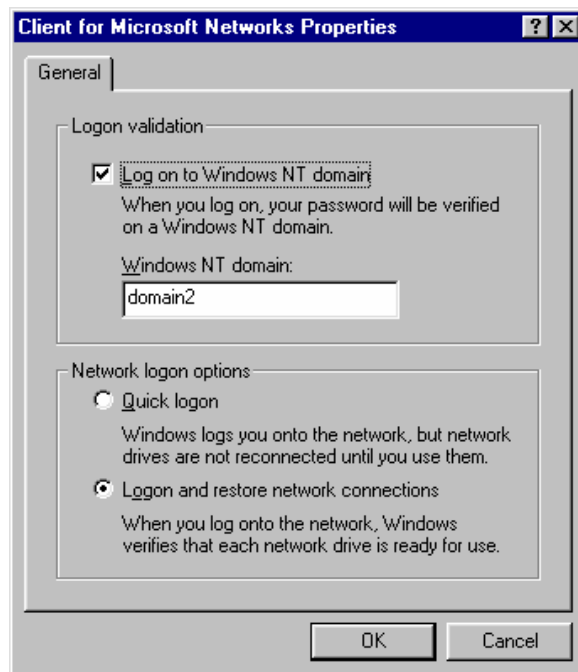 Client for Microsoft Networks Properties
General
Logon validation
Log on to Windows NT domain
When you log on, your password will be verified
on a Windows NT domain.
Windows NT domain:
domain2
Network logon options
Quick logon
Windows logs you onto the network, but network
drives are not reconnected until you use them.
Logon and restore network connections
When you log onto the network, Windows
verifies that each network drive is ready for use.
OK Cancel